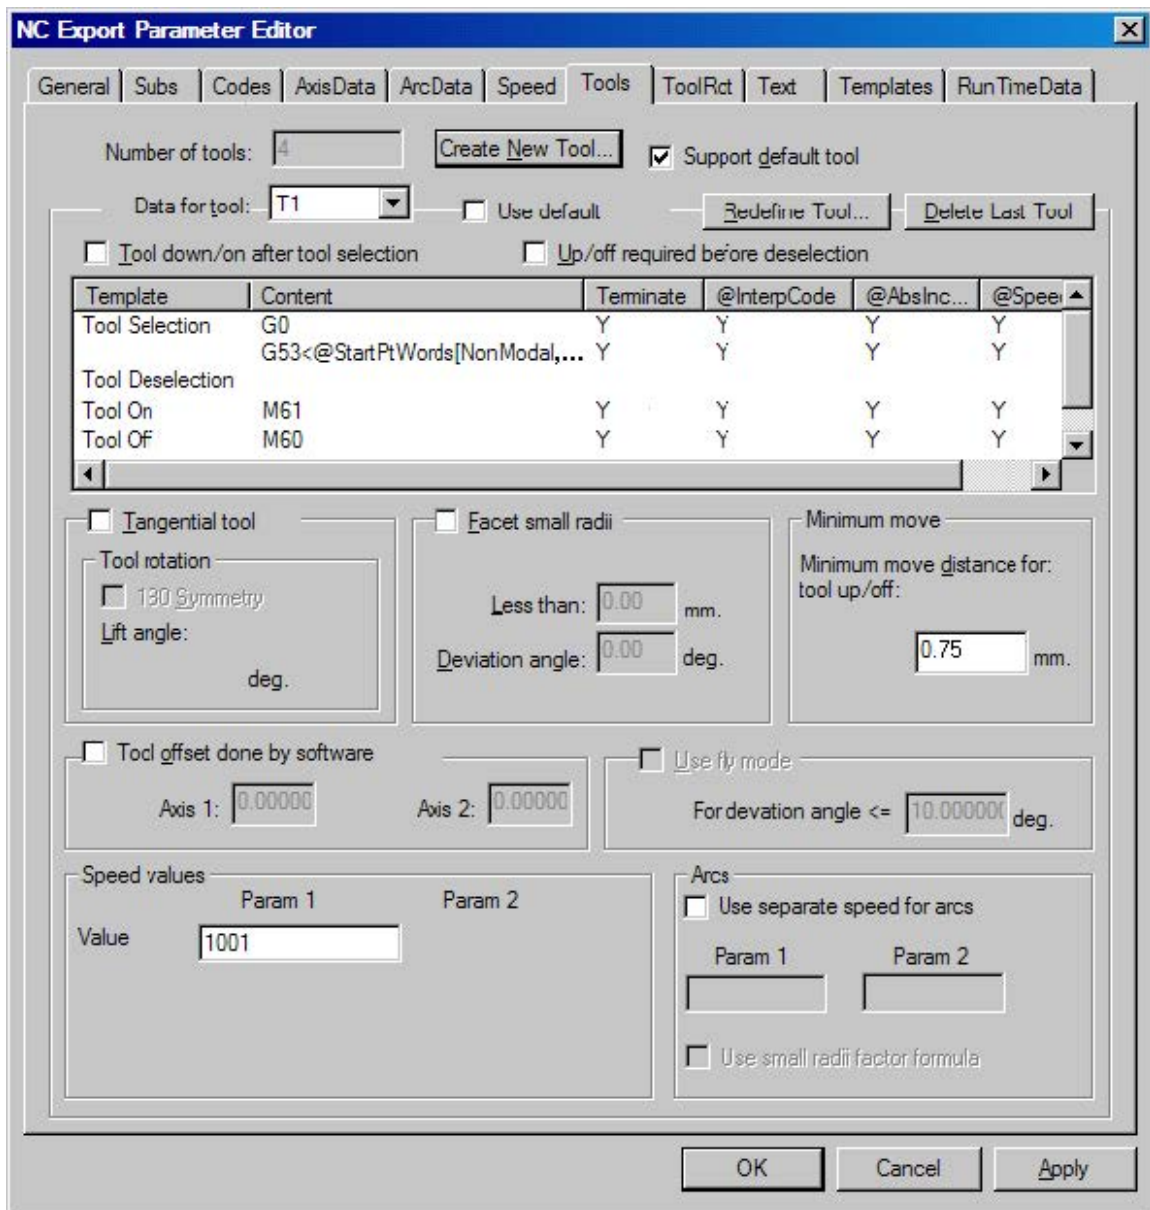 NC Export Parameter Editor
General Subs Codes AxisData ArcData Speed Tools ToolRct Text Templates RunTimeData
Number of tools: 4 Create New Tool... Support default tool
Data for tool: T1 Use default Redefine Tool... Delete Last Tool
Tool down/on after tool selection Up/off required before deselection
Template Content Terminate @InterpCode @AbsInc... @Speed
Tool Selection G0 Y Y Y Y
G53<@StartPtWords[NonModal,... Y Y Y Y
Tool Deselection
Tool On M61 Y Y Y Y
Tool Off M60 Y Y Y Y
Tangential tool Facet small radii Minimum move
Tool rotation
Minimum move distance for:
tool up/off:
130 Symmetry
Less than: 0.00 mm.
Lift angle:
Deviation angle: 0.00 deg.
0.75 mm.
deg.
Tocl offset done by software Use fly mode
Axis 1: 0.00000 Axis 2: 0.00000 For devation angle <= 10.000000 deg.
Speed values Arcs
Param 1 Param 2 Use separate speed for arcs
Value 1001
Param 1 Param 2
Use small radii factor formula
OK Cancel Apply